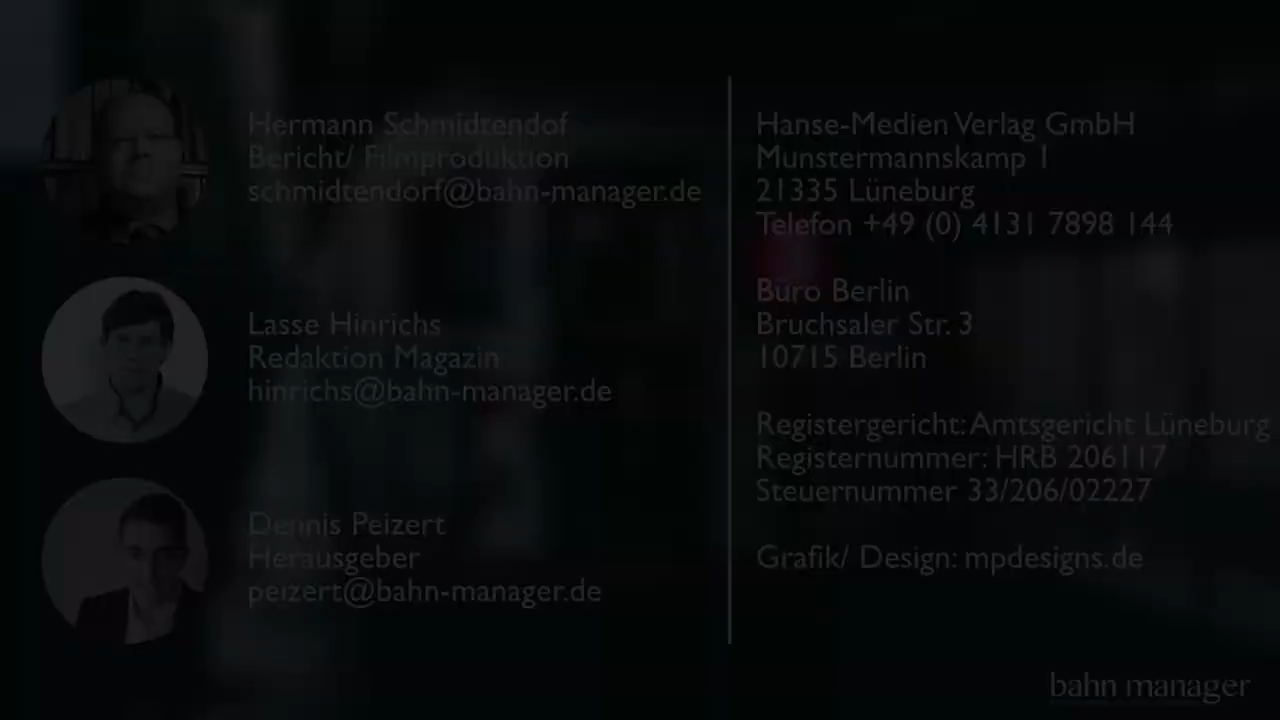 Hermann Schmidtendof
Bericht/ Filmproduktion
schmidtendorf@bahn-manager.de
Lasse Hinrichs
Redaktion Magazin
hinrichs@bahn-manager.de
Dennis Peizert
Herausgeber
peizert@bahn-manager.de
Hanse-Medien Verlag GmbH
Munstermannskamp 1
21335 Lüneburg
Telefon +49 (0) 4131 7898 144
Büro Berlin
Bruchsaler Str. 3
10715 Berlin
Registergericht: Amtsgericht Lüneburg
Registernummer: HRB 206117
Steuernummer 33/206/02227
Grafik/ Design: mpdesigns.de
bahn manager